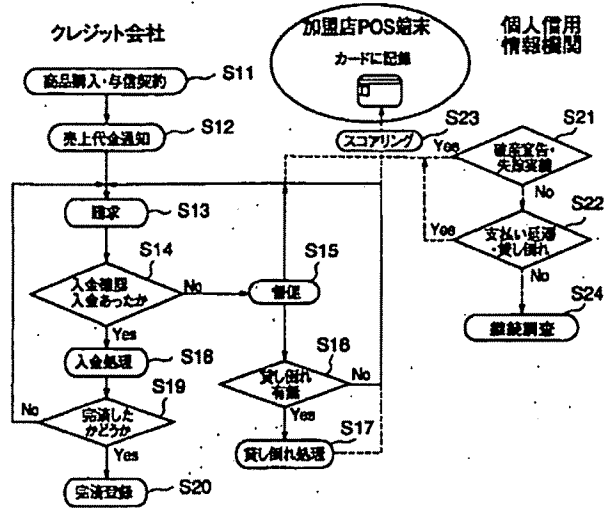 クレジット会社
加盟店POS端末
カードに記録
個人信用
情報機関
商品購入・与信契約
S11
売上代金通知
S12
請求
S13
入金確認
入金あったか
S14
No
Yes
督促
S15
入金処理
S18
完済した
かどうか
S19
No
Yes
完済登録
S20
貸し倒れ
有無
S16
No
Yes
貸し倒れ処理
S17
スコアリング
S23
破産宣告・
S21
Yes
No
支払い延滞
・貸し倒れ
S22
Yes
No
継続調査
S24